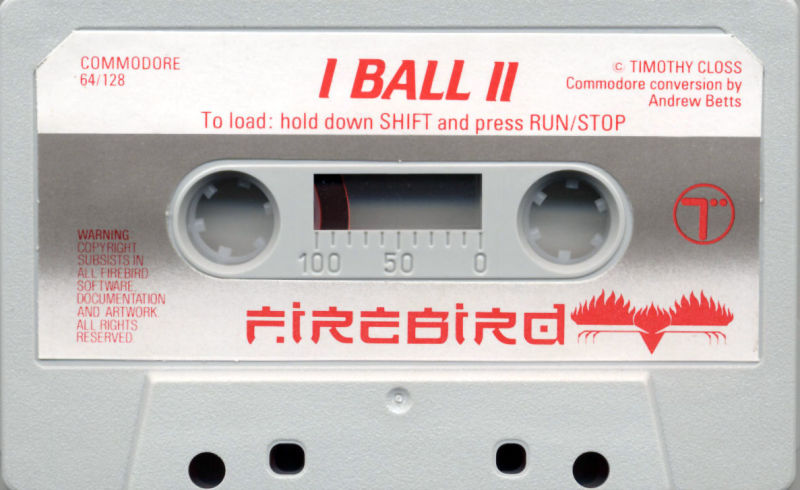 COMMODORE
64/128
I BALL II
© TIMOTHY CLOSS
Commodore conversion by
Andrew Betts
To load: hold down SHIFT and press RUN/STOP
100 50 0
WARNING
COPYRIGHT
SUBSISTS IN
ALL FIREBIRD
SOFTWARE,
DOCUMENTATION
AND ARTWORK.
ALL RIGHTS
RESERVED.
FIREBIRD